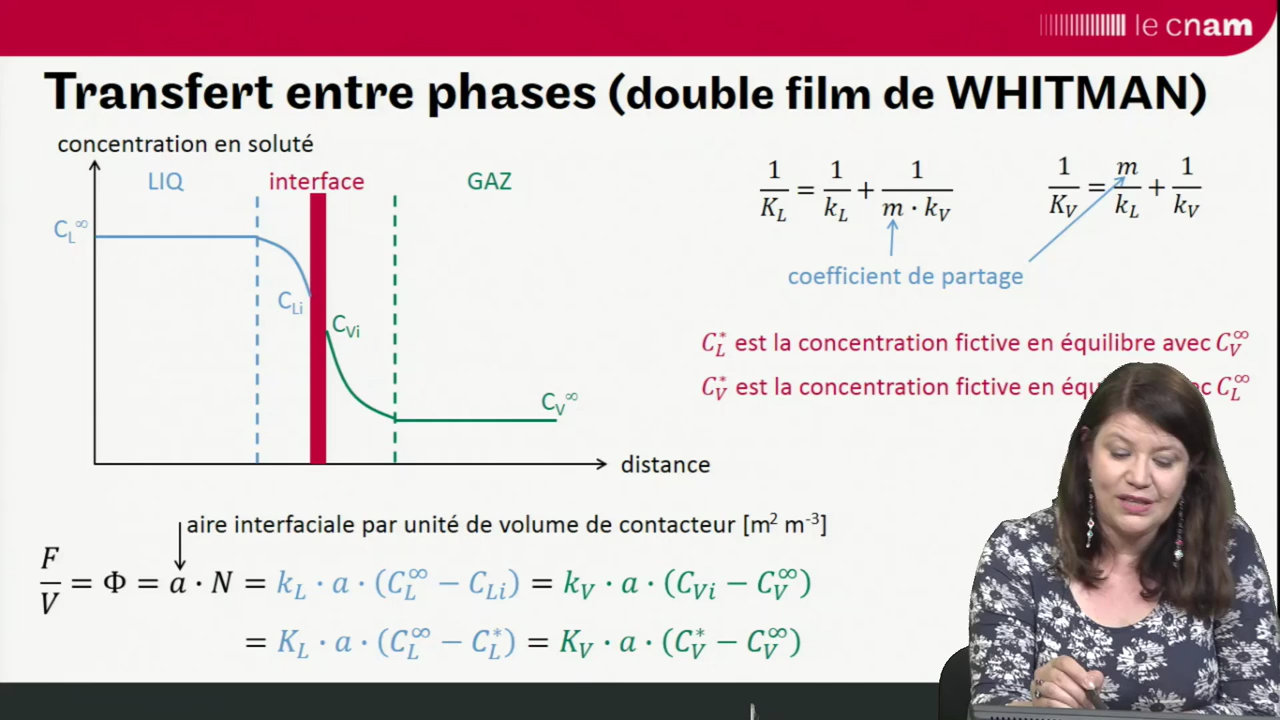 le cnam
Transfert entre phases (double film de WHITMAN)
concentration en soluté
LIQ
interface
GAZ
C_L^∞
C_Li
C_Vi
C_V^∞
distance
1/K_L = 1/k_L + 1/(m · k_V)
1/K_V = m/k_L + 1/k_V
coefficient de partage
C_L^* est la concentration fictive en équilibre avec C_V^∞
C_V^* est la concentration fictive en C_L^∞
aire interfaciale par unité de volume de contacteur [m² m⁻³]
F/V = Φ = a · N = k_L · a · (C_L^∞ − C_Li) = k_V · a · (C_Vi − C_V^∞)
= K_L · a · (C_L^∞ − C_L^*) = K_V · a · (C_V^* − C_V^∞)